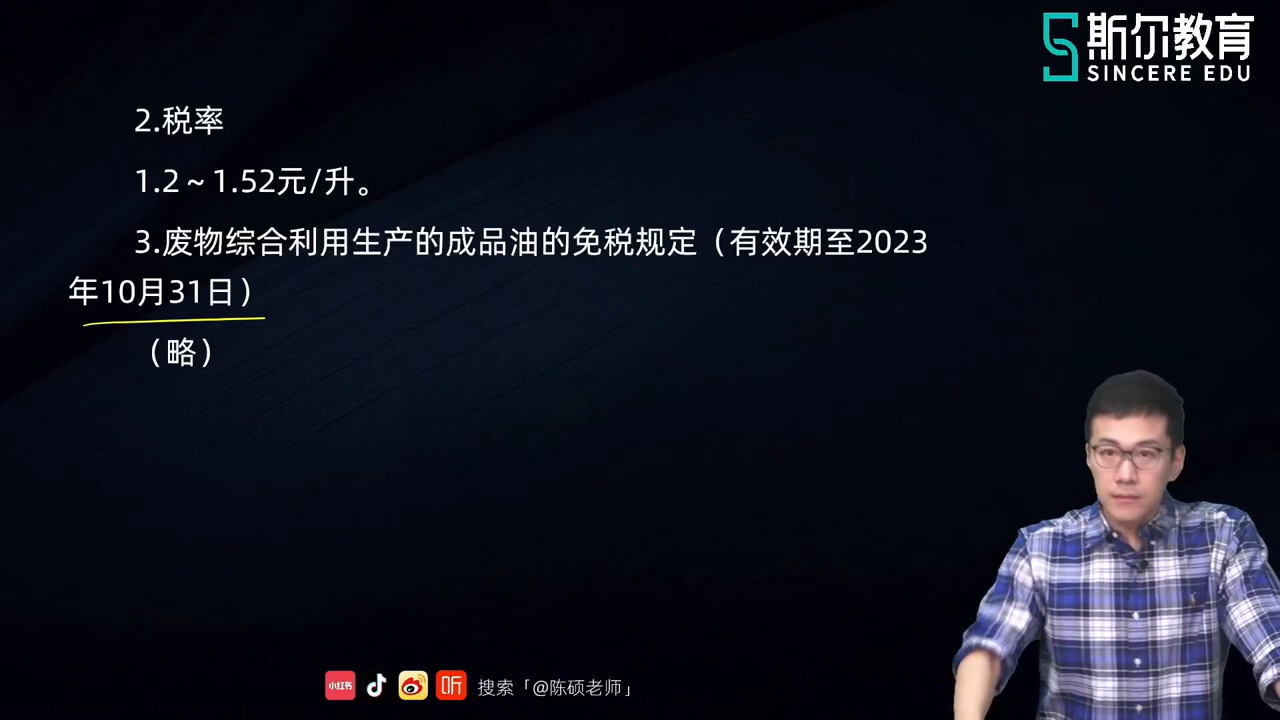 斯尔教育
SINCERE EDU
2.税率
1.2～1.52元/升。
3.废物综合利用生产的成品油的免税规定（有效期至2023
年10月31日）
（略）
小红书
听
搜索「@陈硕老师」